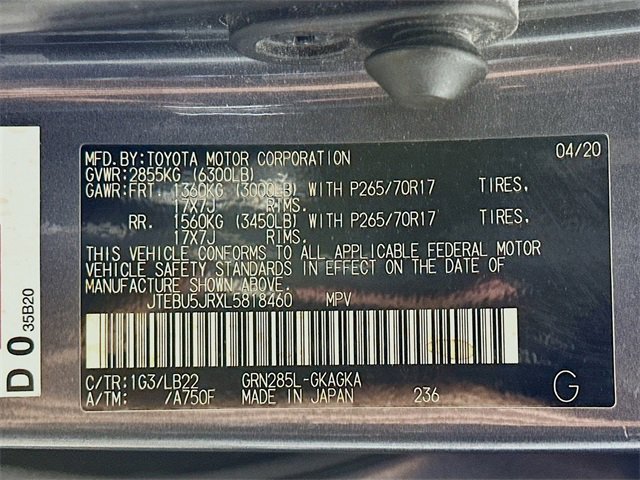 MFD.BY:TOYOTA MOTOR CORPORATION 04/20
GVWR:2855KG (6300LB)
GAWR:FRT. 1360KG (3000LB) WITH P265/70R17 TIRES,
17X7J RIMS.
RR. 1560KG (3450LB) WITH P265/70R17 TIRES,
17X7J RIMS.
THIS VEHICLE CONFORMS TO ALL APPLICABLE FEDERAL MOTOR
VEHICLE SAFETY STANDARDS IN EFFECT ON THE DATE OF
MANUFACTURE SHOWN ABOVE.
JTEBU5JRXL5818460 MPV
C/TR:1G3/LB22 GRN285L-GKAGKA
A/TM: /A750F MADE IN JAPAN 236 G
D 0 35B20